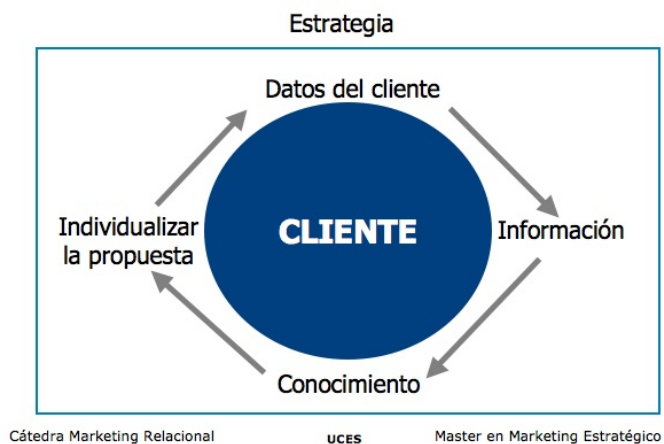 Estrategia
Datos del cliente
Individualizar
la propuesta
CLIENTE
Información
Conocimiento
Cátedra Marketing Relacional
UCES
Master en Marketing Estratégico